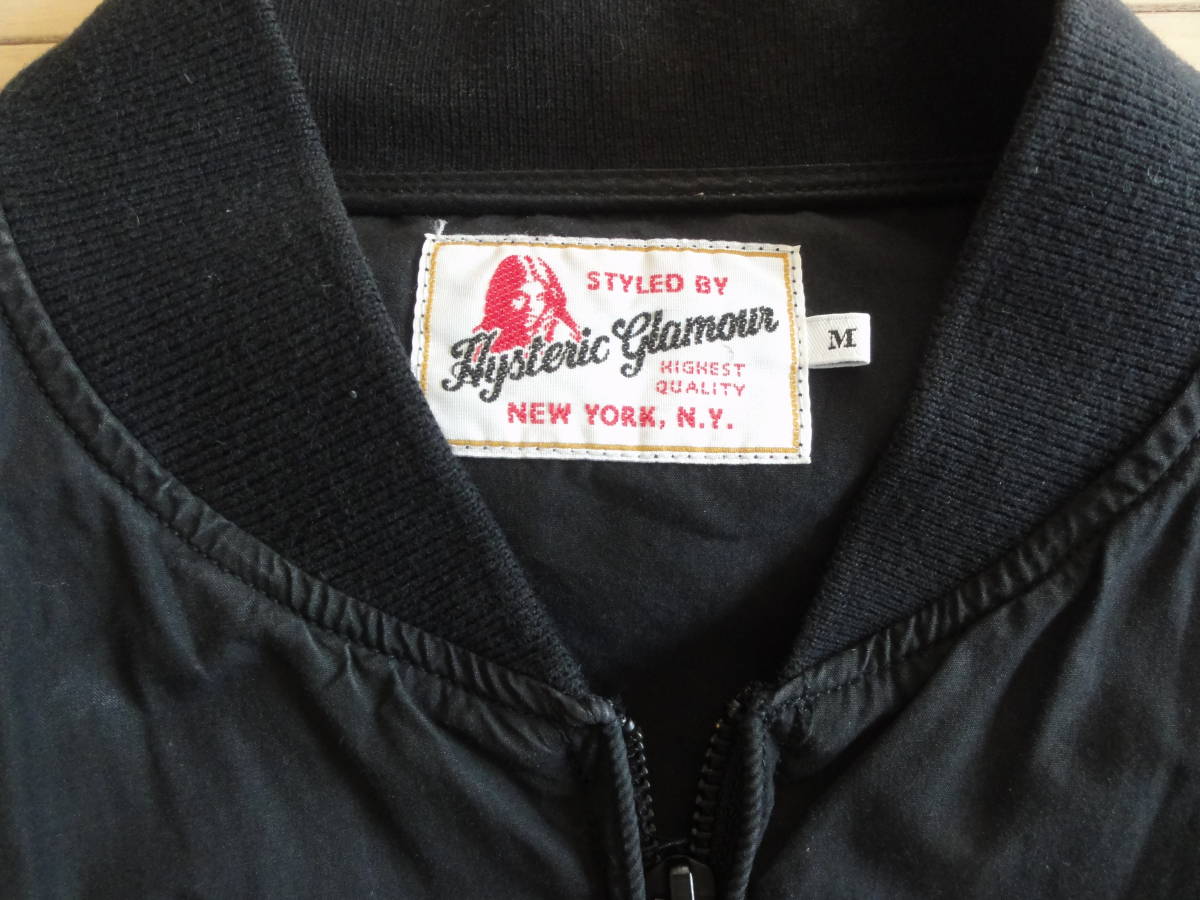 STYLED BY
Hysteric Glamour
HIGHEST
QUALITY
NEW YORK, N.Y.
M